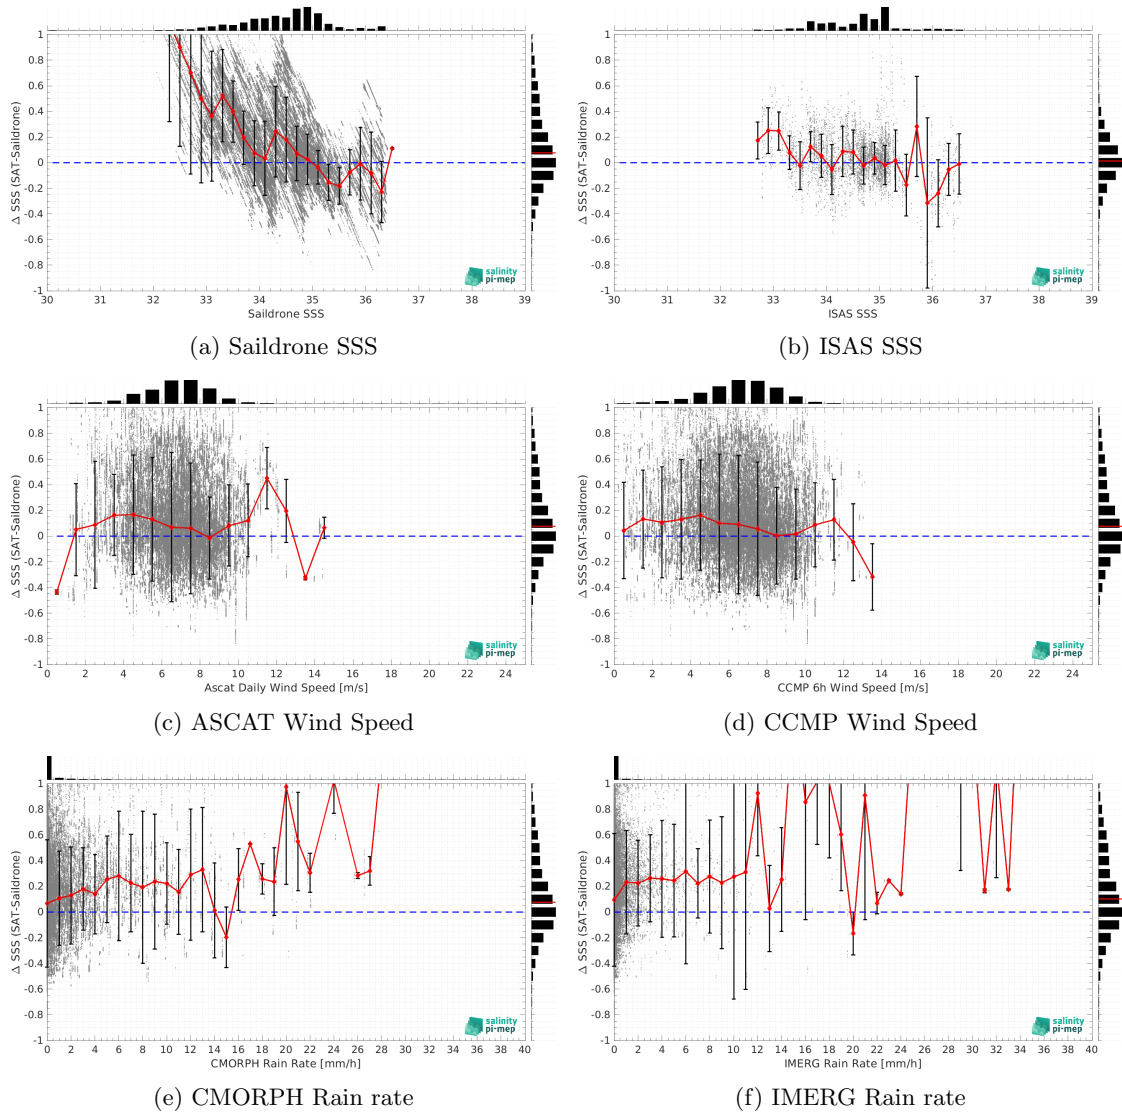 1
0.8
0.6
0.4
0.2
0
-0.2
-0.4
-0.6
-0.8
-1
Δ SSS (SAT-Saildrone)
salinity
pi-mep
30 31 32 33 34 35 36 37 38 39
Saildrone SSS
(a) Saildrone SSS
1
0.8
0.6
0.4
0.2
0
-0.2
-0.4
-0.6
-0.8
-1
Δ SSS (SAT-Saildrone)
salinity
pi-mep
30 31 32 33 34 35 36 37 38 39
ISAS SSS
(b) ISAS SSS
1
0.8
0.6
0.4
0.2
0
-0.2
-0.4
-0.6
-0.8
-1
Δ SSS (SAT-Saildrone)
salinity
pi-mep
0 2 4 6 8 10 12 14 16 18 20 22 24
Ascat Daily Wind Speed [m/s]
(c) ASCAT Wind Speed
1
0.8
0.6
0.4
0.2
0
-0.2
-0.4
-0.6
-0.8
-1
Δ SSS (SAT-Saildrone)
salinity
pi-mep
0 2 4 6 8 10 12 14 16 18 20 22 24
CCMP 6h Wind Speed [m/s]
(d) CCMP Wind Speed
1
0.8
0.6
0.4
0.2
0
-0.2
-0.4
-0.6
-0.8
-1
Δ SSS (SAT-Saildrone)
salinity
pi-mep
0 2 4 6 8 10 12 14 16 18 20 22 24 26 28 30 32 34 36 38 40
CMORPH Rain Rate [mm/h]
(e) CMORPH Rain rate
1
0.8
0.6
0.4
0.2
0
-0.2
-0.4
-0.6
-0.8
-1
Δ SSS (SAT-Saildrone)
salinity
pi-mep
0 2 4 6 8 10 12 14 16 18 20 22 24 26 28 30 32 34 36 38 40
IMERG Rain Rate [mm/h]
(f) IMERG Rain rate